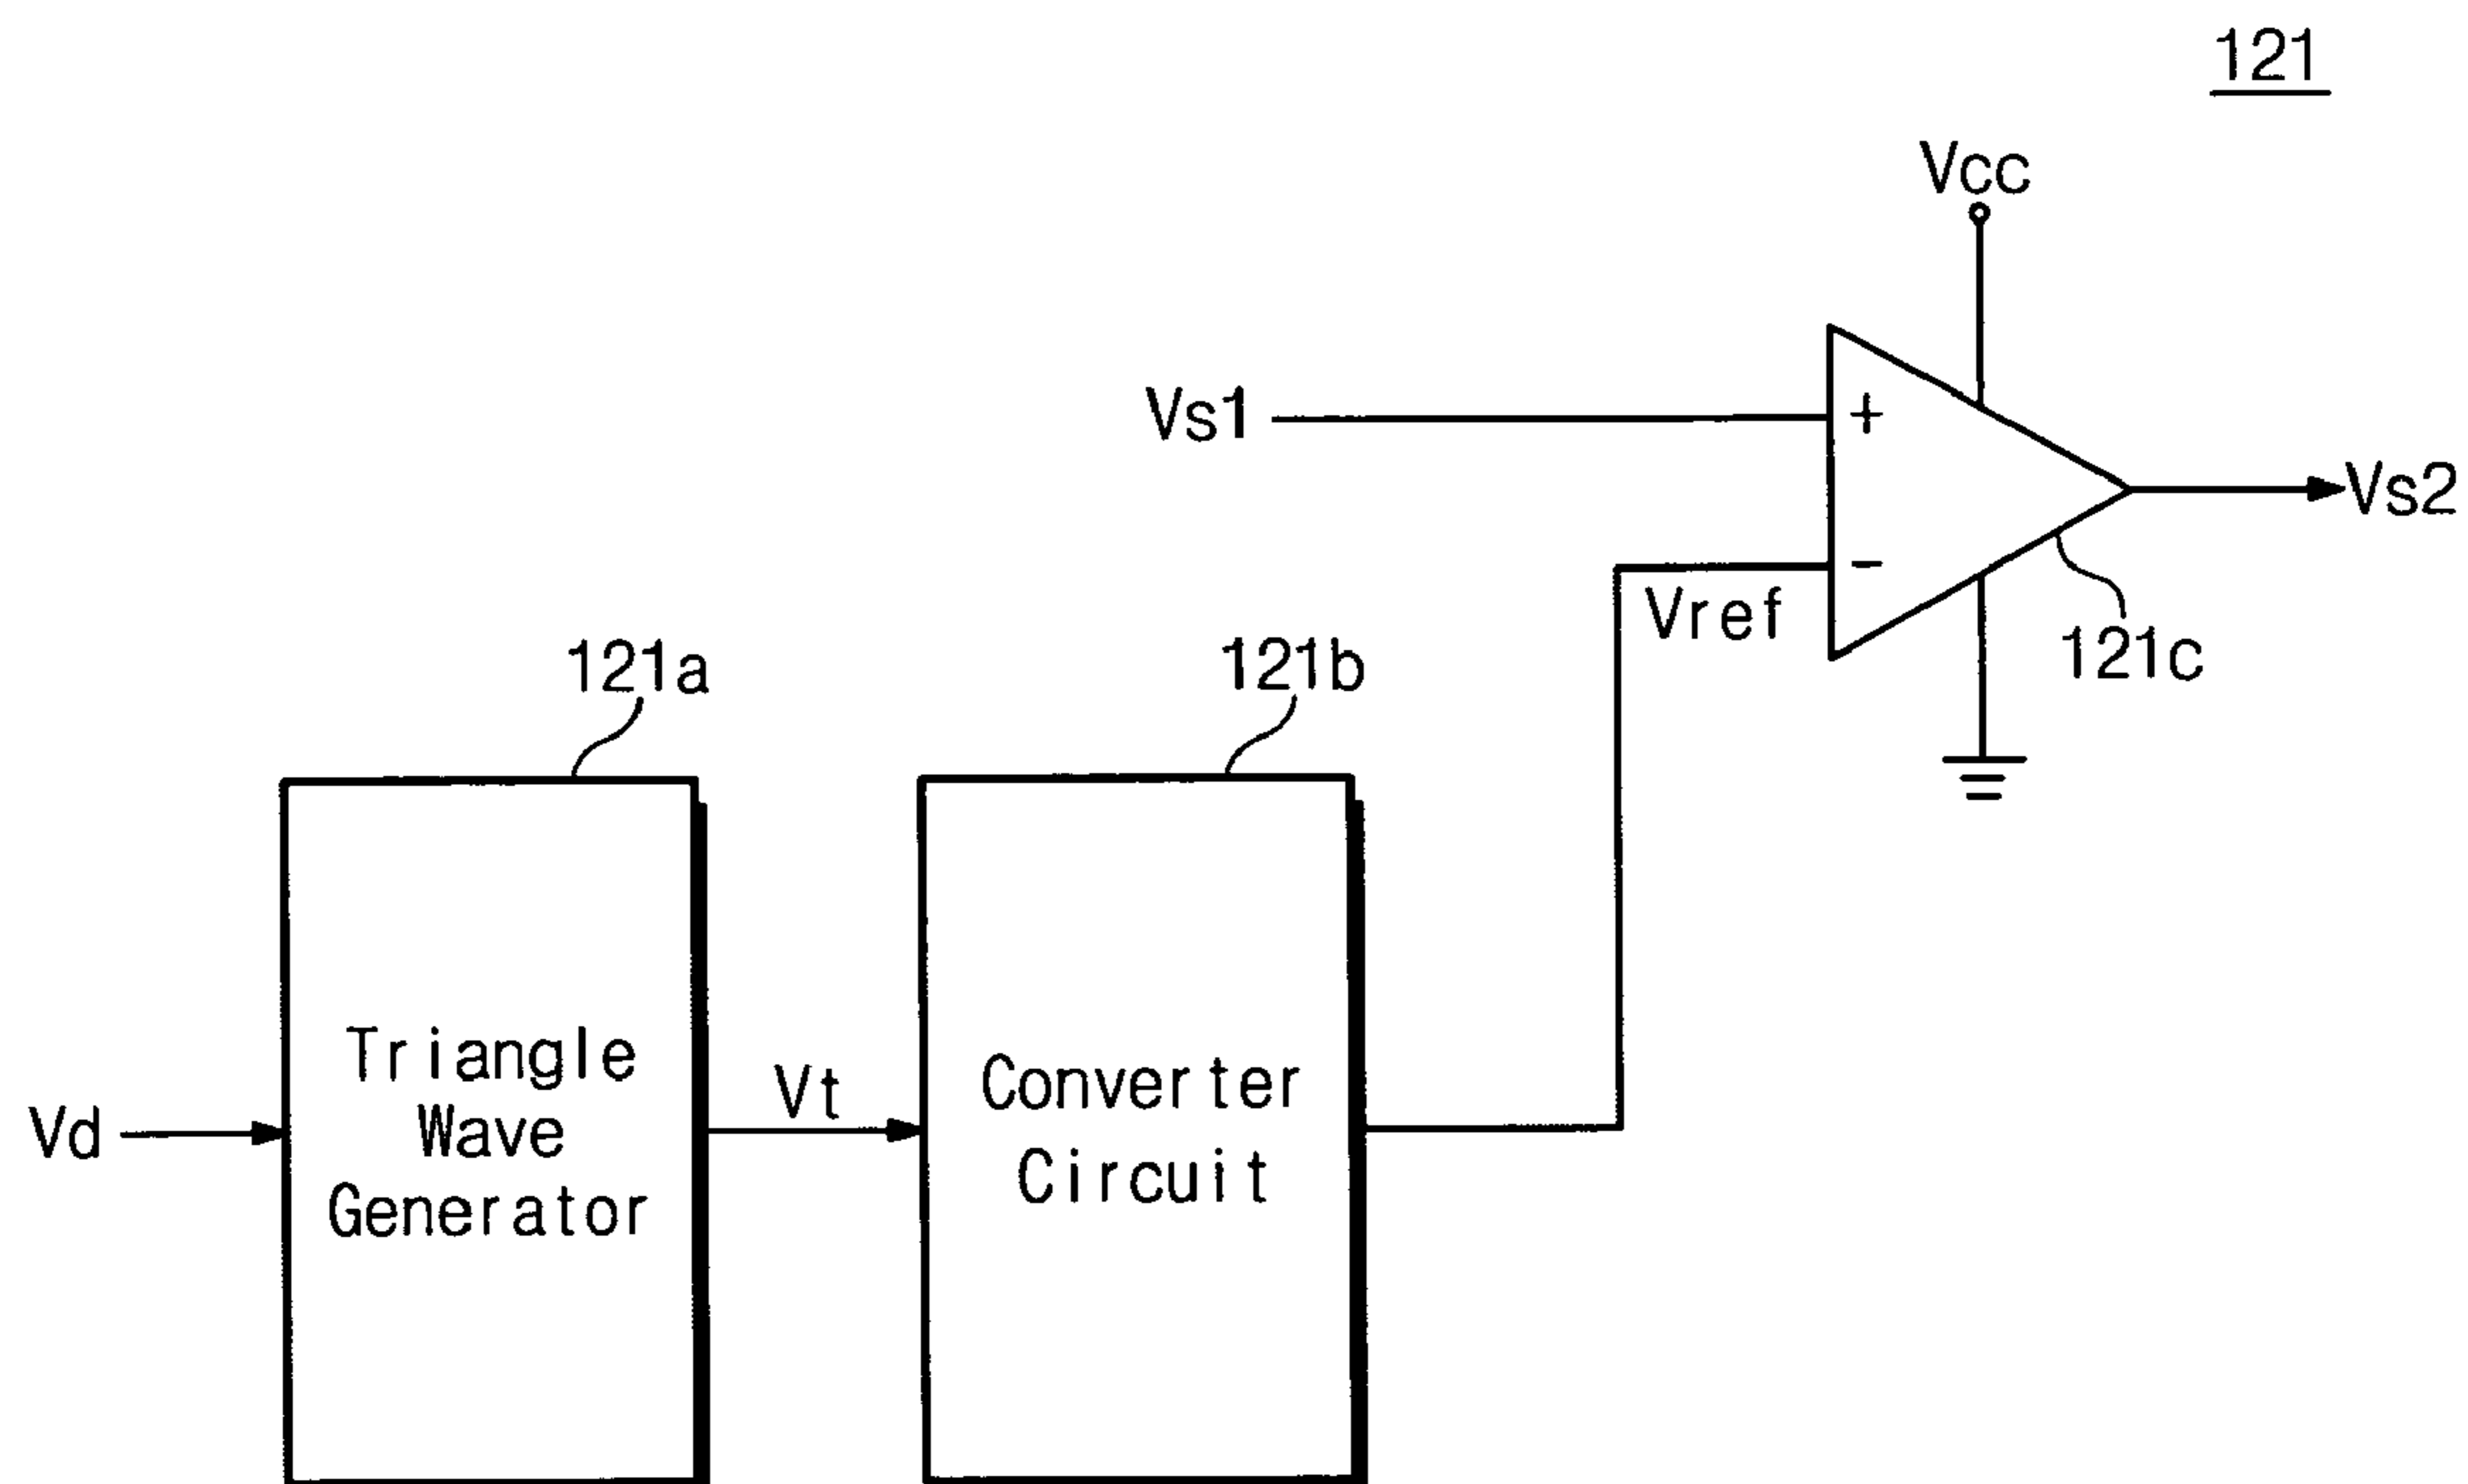 121
Vcc
Vs1
+
Vs2
-
Vref
121a
121b
121c
Triangle
Wave
Generator
Vd
Vt
Converter
Circuit